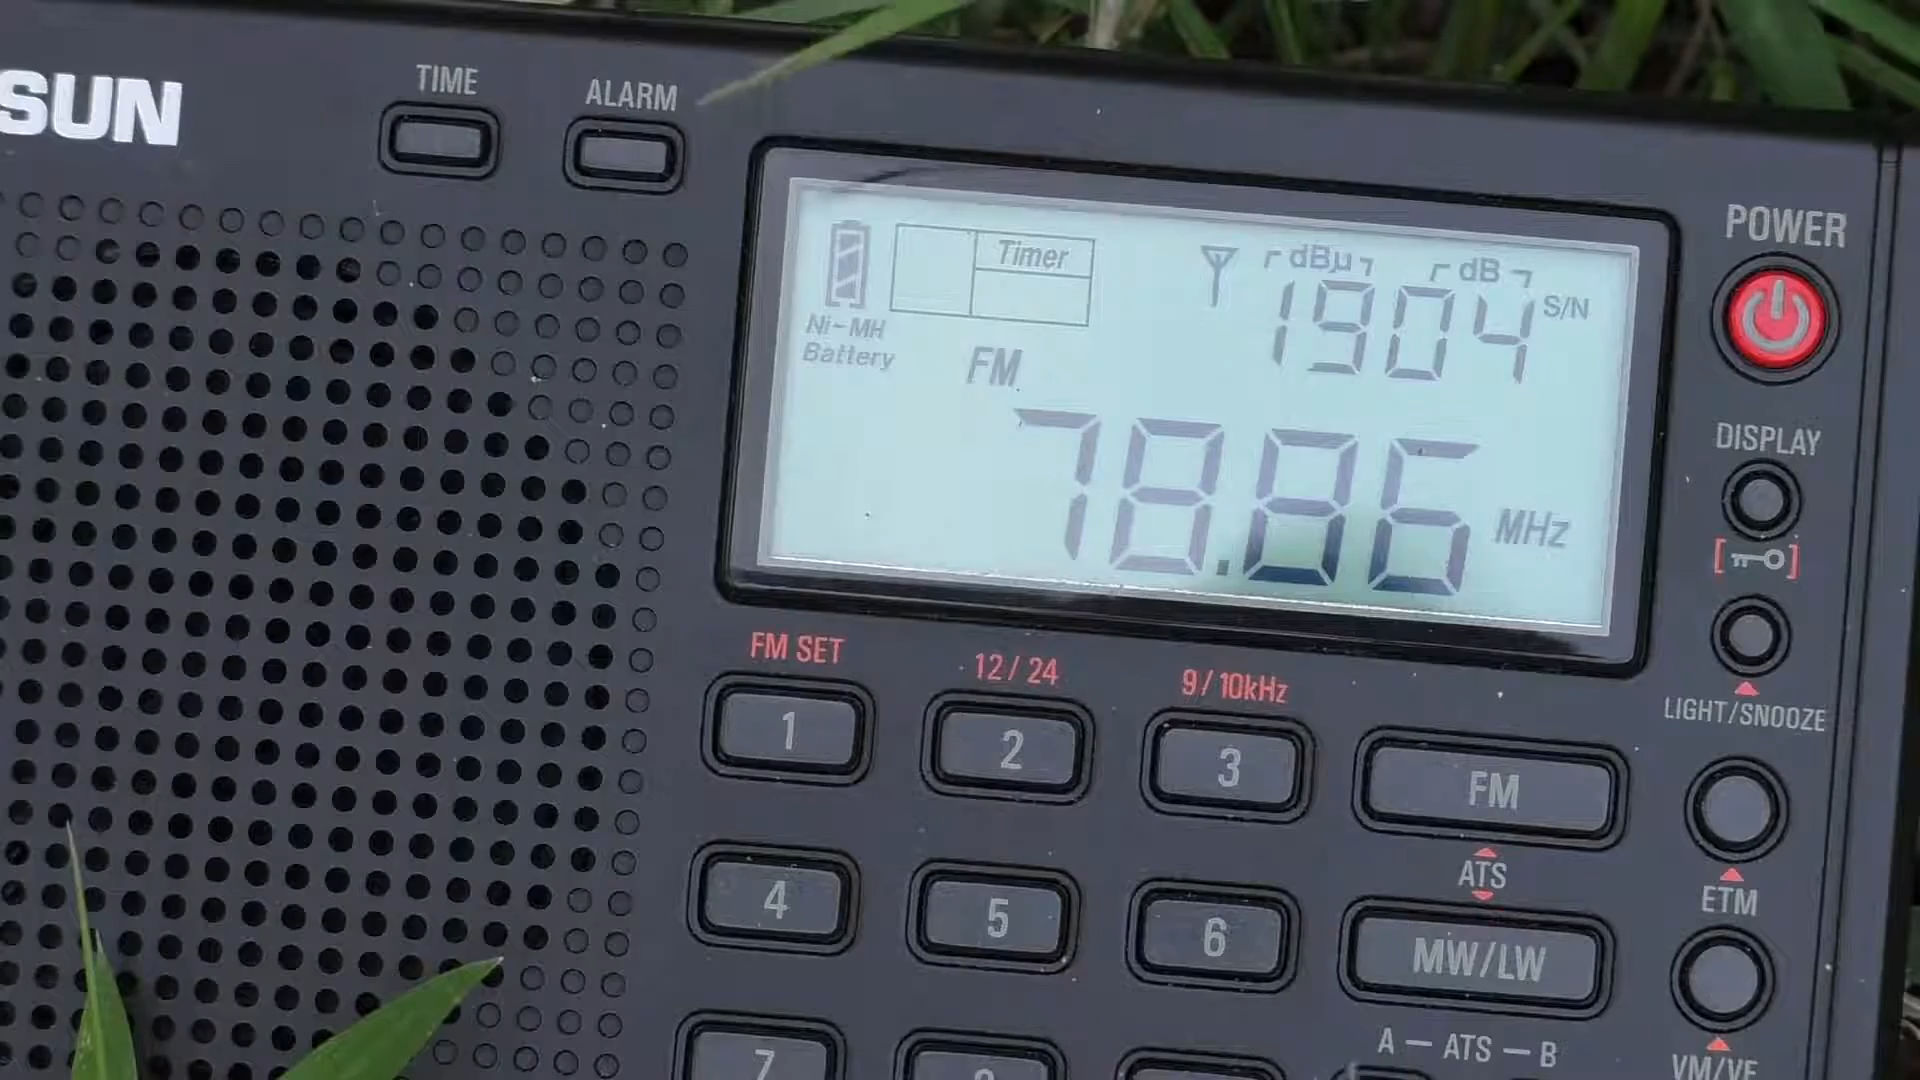 SUN
TIME
ALARM
POWER
Timer
dBµ
dB
1904
S/N
Ni-MH
Battery
FM
78.86
MHz
DISPLAY
LIGHT/SNOOZE
FM SET
12/24
9/10kHz
1
2
3
FM
ATS
ETM
4
5
6
MW/LW
A — ATS — B
VM/VF
7